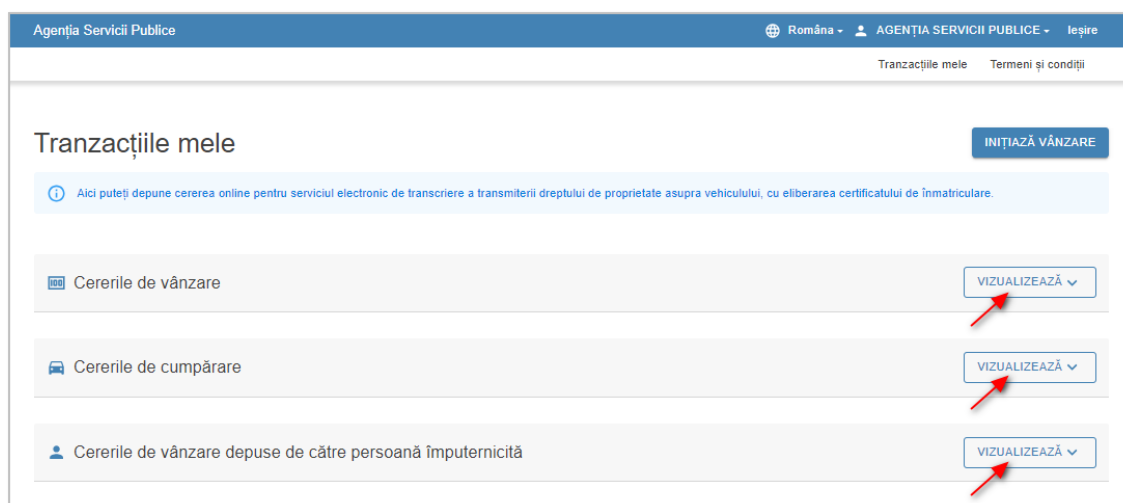 Agenția Servicii Publice
Româna AGENȚIA SERVICII PUBLICE Ieșire
Tranzacțiile mele Termeni și condiții
Tranzacțiile mele
INIȚIAZĂ VÂNZARE
Aici puteți depune cererea online pentru serviciul electronic de transcriere a transmiterii dreptului de proprietate asupra vehiculului, cu eliberarea certificatului de înmatriculare.
100 Cererile de vânzare
VIZUALIZEAZĂ
Cererile de cumpărare
VIZUALIZEAZĂ
Cererile de vânzare depuse de către persoană împuternicită
VIZUALIZEAZĂ